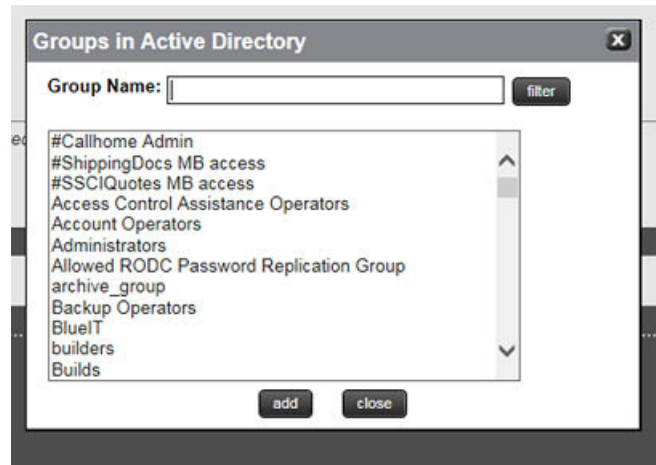 Groups in Active Directory
X
Group Name:
filter
#Callhome Admin
#ShippingDocs MB access
#SSCIQuotes MB access
Access Control Assistance Operators
Account Operators
Administrators
Allowed RODC Password Replication Group
archive_group
Backup Operators
BlueIT
builders
Builds
add close